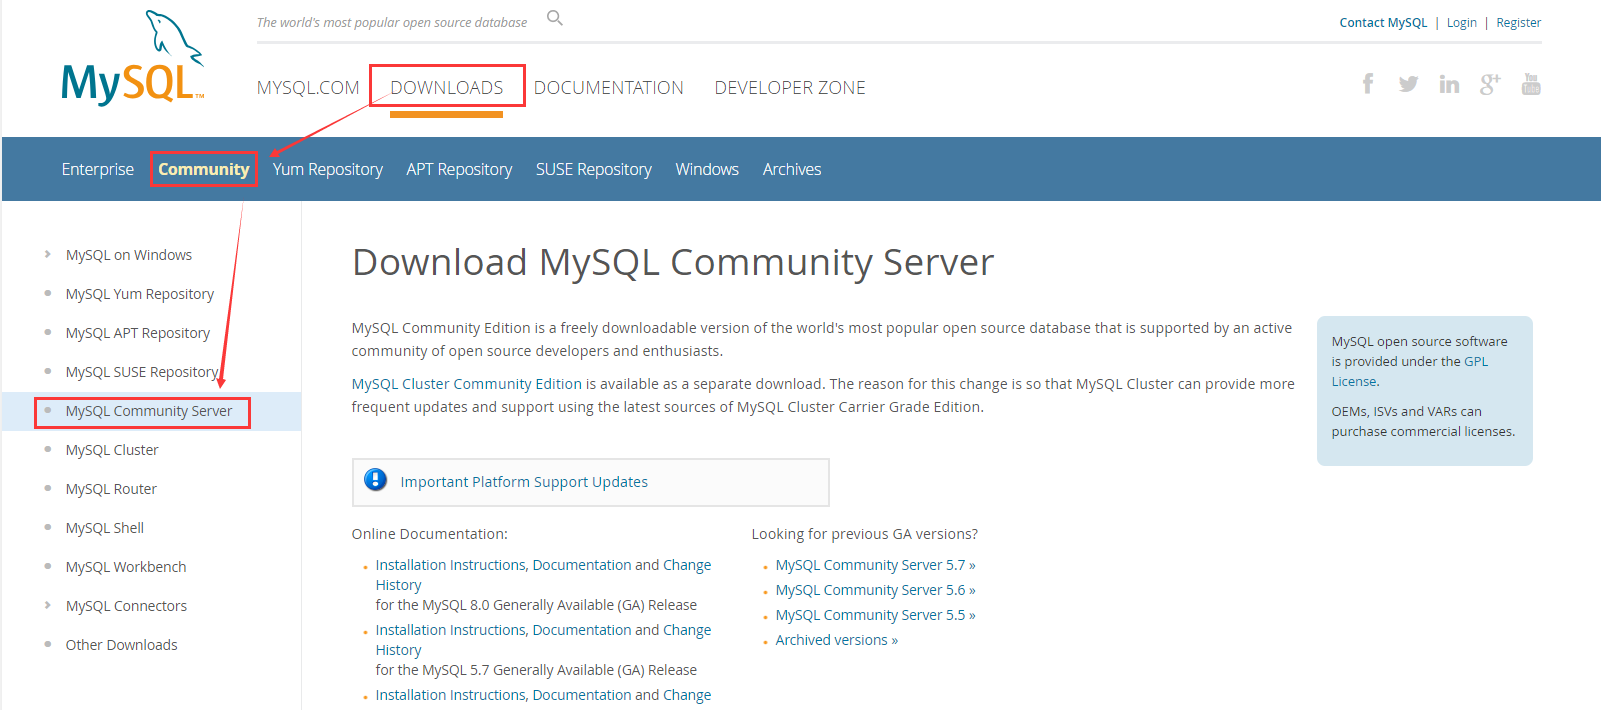 The world's most popular open source database
Contact MySQL | Login | Register
MySQL™
MYSQL.COM DOWNLOADS DOCUMENTATION DEVELOPER ZONE
f in g+ You Tube
Enterprise Community Yum Repository APT Repository SUSE Repository Windows Archives
MySQL on Windows
MySQL Yum Repository
MySQL APT Repository
MySQL SUSE Repository
MySQL Community Server
MySQL Cluster
MySQL Router
MySQL Shell
MySQL Workbench
MySQL Connectors
Other Downloads
Download MySQL Community Server
MySQL Community Edition is a freely downloadable version of the world's most popular open source database that is supported by an active
community of open source developers and enthusiasts.
MySQL Cluster Community Edition is available as a separate download. The reason for this change is so that MySQL Cluster can provide more
frequent updates and support using the latest sources of MySQL Cluster Carrier Grade Edition.
MySQL open source software
is provided under the GPL
License.
OEMs, ISVs and VARs can
purchase commercial licenses.
Important Platform Support Updates
Online Documentation:
Installation Instructions, Documentation and Change
History
for the MySQL 8.0 Generally Available (GA) Release
Installation Instructions, Documentation and Change
History
for the MySQL 5.7 Generally Available (GA) Release
Installation Instructions, Documentation and Change
Looking for previous GA versions?
MySQL Community Server 5.7 »
MySQL Community Server 5.6 »
MySQL Community Server 5.5 »
Archived versions »